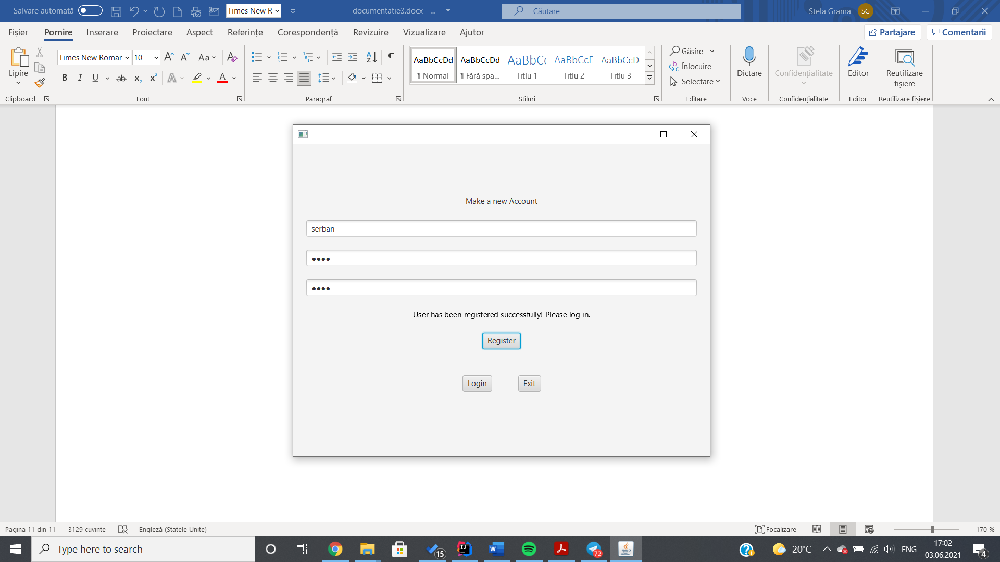 Salvare automată
Times New R
documentatie3.docx -...
Căutare
Stela Grama
SG
Fișier Pornire Inserare Proiectare Aspect Referințe Corespondență Revizuire Vizualizare Ajutor
Partajare
Comentarii
Lipire
Clipboard
Times New Romar
10
Font
Paragraf
AaBbCcDd
¶ Normal
AaBbCcDd
¶ Fără spa...
AaBbCc
Titlu 1
AaBbCcD
Titlu 2
AaBbCcDd
Titlu 3
Stiluri
Găsire
Înlocuire
Selectare
Editare
Dictare
Voce
Confidențialitate
Confidențialitate
Editor
Editor
Reutilizare
fișiere
Reutilizare fișiere
Make a new Account
serban
User has been registered successfully! Please log in.
Register
Login
Exit
Pagina 11 din 11
3129 cuvinte
Engleză (Statele Unite)
Focalizare
170 %
Type here to search
15
72
20°C
ENG
17:02
03.06.2021
4